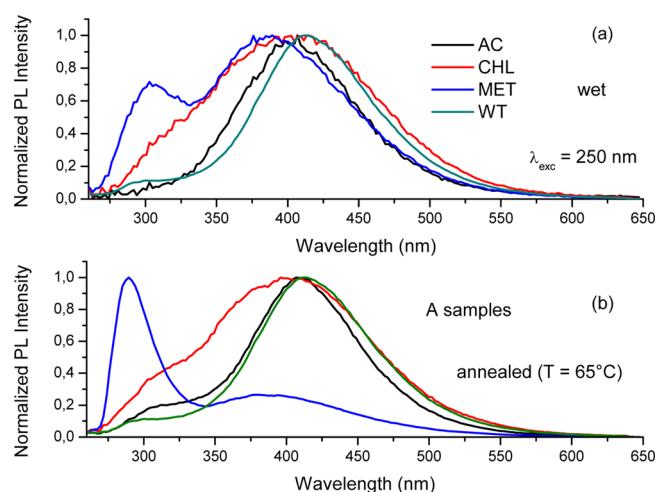 Normalized PL Intensity
1,0
0,8
0,6
0,4
0,2
0,0
AC
CHL
MET
WT
(a)
wet
λexc = 250 nm
300 350 400 450 500 550 600 650
Wavelength (nm)
Normalized PL Intensity
1,0
0,8
0,6
0,4
0,2
0,0
A samples
(b)
annealed (T = 65°C)
300 350 400 450 500 550 600 650
Wavelength (nm)